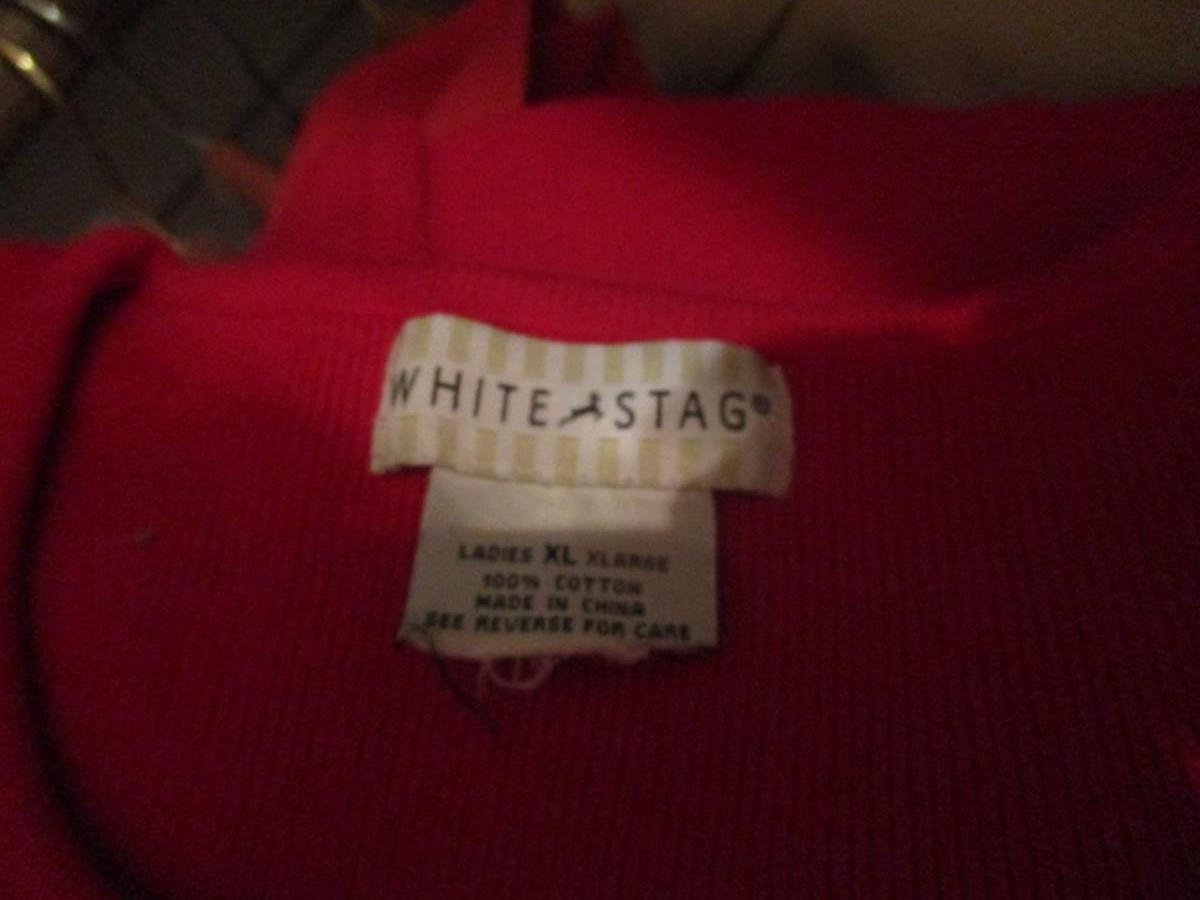 WHITE STAG®
LADIES XL XLARGE
100% COTTON
MADE IN CHINA
SEE REVERSE FOR CARE